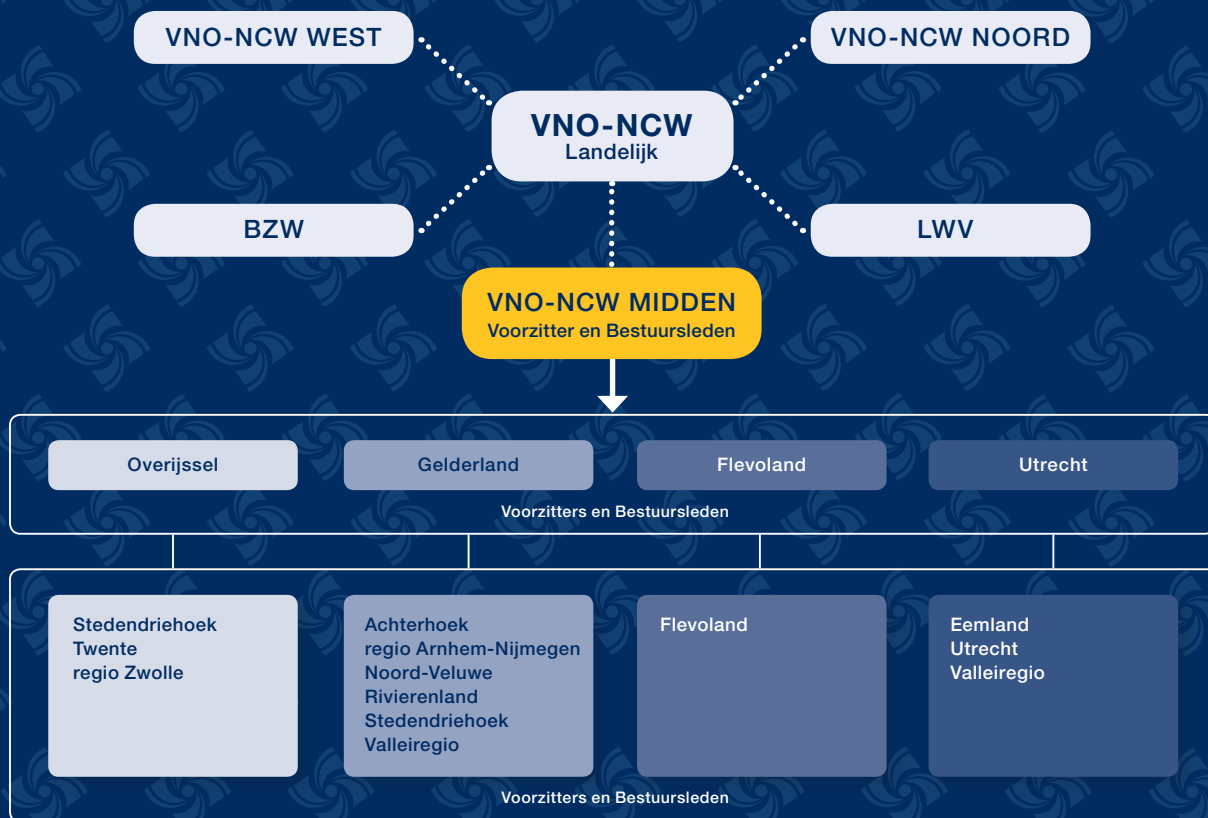 VNO-NCW WEST
VNO-NCW NOORD
VNO-NCW
Landelijk
BZW
LWV
VNO-NCW MIDDEN
Voorzitter en Bestuursleden
Overijssel
Gelderland
Flevoland
Utrecht
Voorzitters en Bestuursleden
Stedendriehoek
Twente
regio Zwolle
Achterhoek
regio Arnhem-Nijmegen
Noord-Veluwe
Rivierenland
Stedendriehoek
Valleiregio
Flevoland
Eemland
Utrecht
Valleiregio
Voorzitters en Bestuursleden